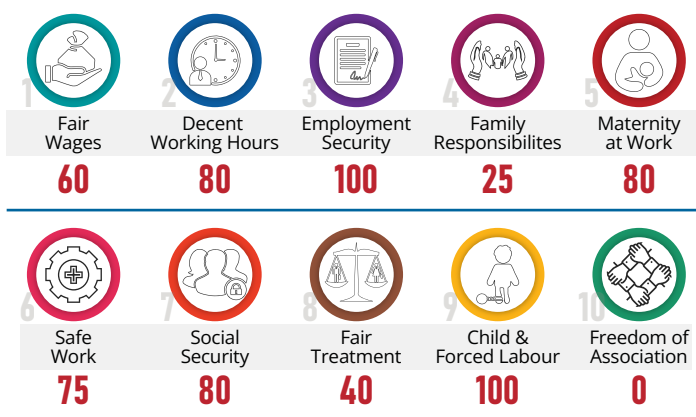 1 2 3 4 5
Fair Decent Employment Family Maternity
Wages Working Hours Security Responsibilites at Work
60 80 100 25 80
6 7 8 9 10
Safe Social Fair Child & Freedom of
Work Security Treatment Forced Labour Association
75 80 40 100 0